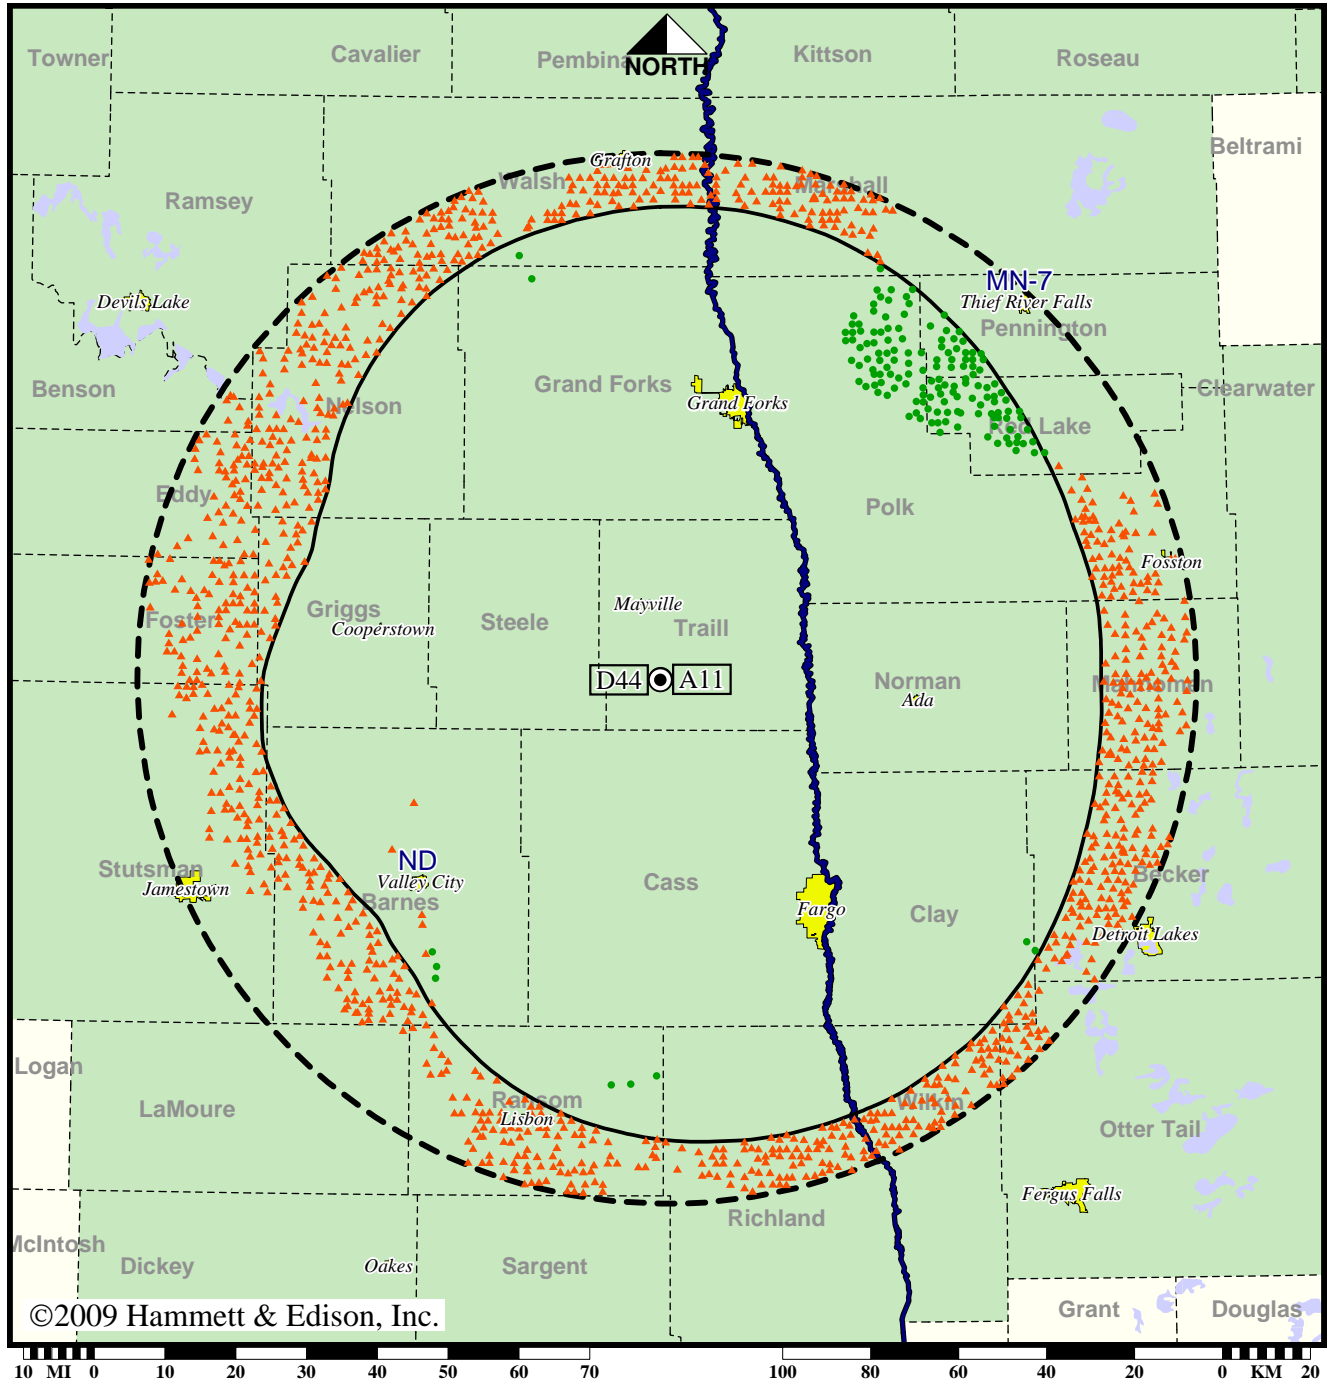 Towner
Cavalier
Pembina
NORTH
Kittson
Roseau
Beltrami
Grafton
Walsh
Marshall
Ramsey
MN-7
Devils Lake
Thief River Falls
Pennington
Benson
Grand Forks
Clearwater
Nelson
Grand Forks
Red Lake
Eddy
Polk
Fosston
Foster
Griggs
Mayville
Cooperstown
Steele
Traill
D44
A11
Norman
Mahnomen
Ada
Stutsman
ND
Jamestown
Valley City
Cass
Becker
Barnes
Fargo
Clay
Detroit Lakes
Logan
LaMoure
Ransom
Wilkin
Lisbon
Otter Tail
Fergus Falls
Richland
McIntosh
Dickey
Oakes
Sargent
©2009 Hammett & Edison, Inc.
Grant
Douglas
10 MI 0 10 20 30 40 50 60 70 100 80 60 40 20 0 KM 20